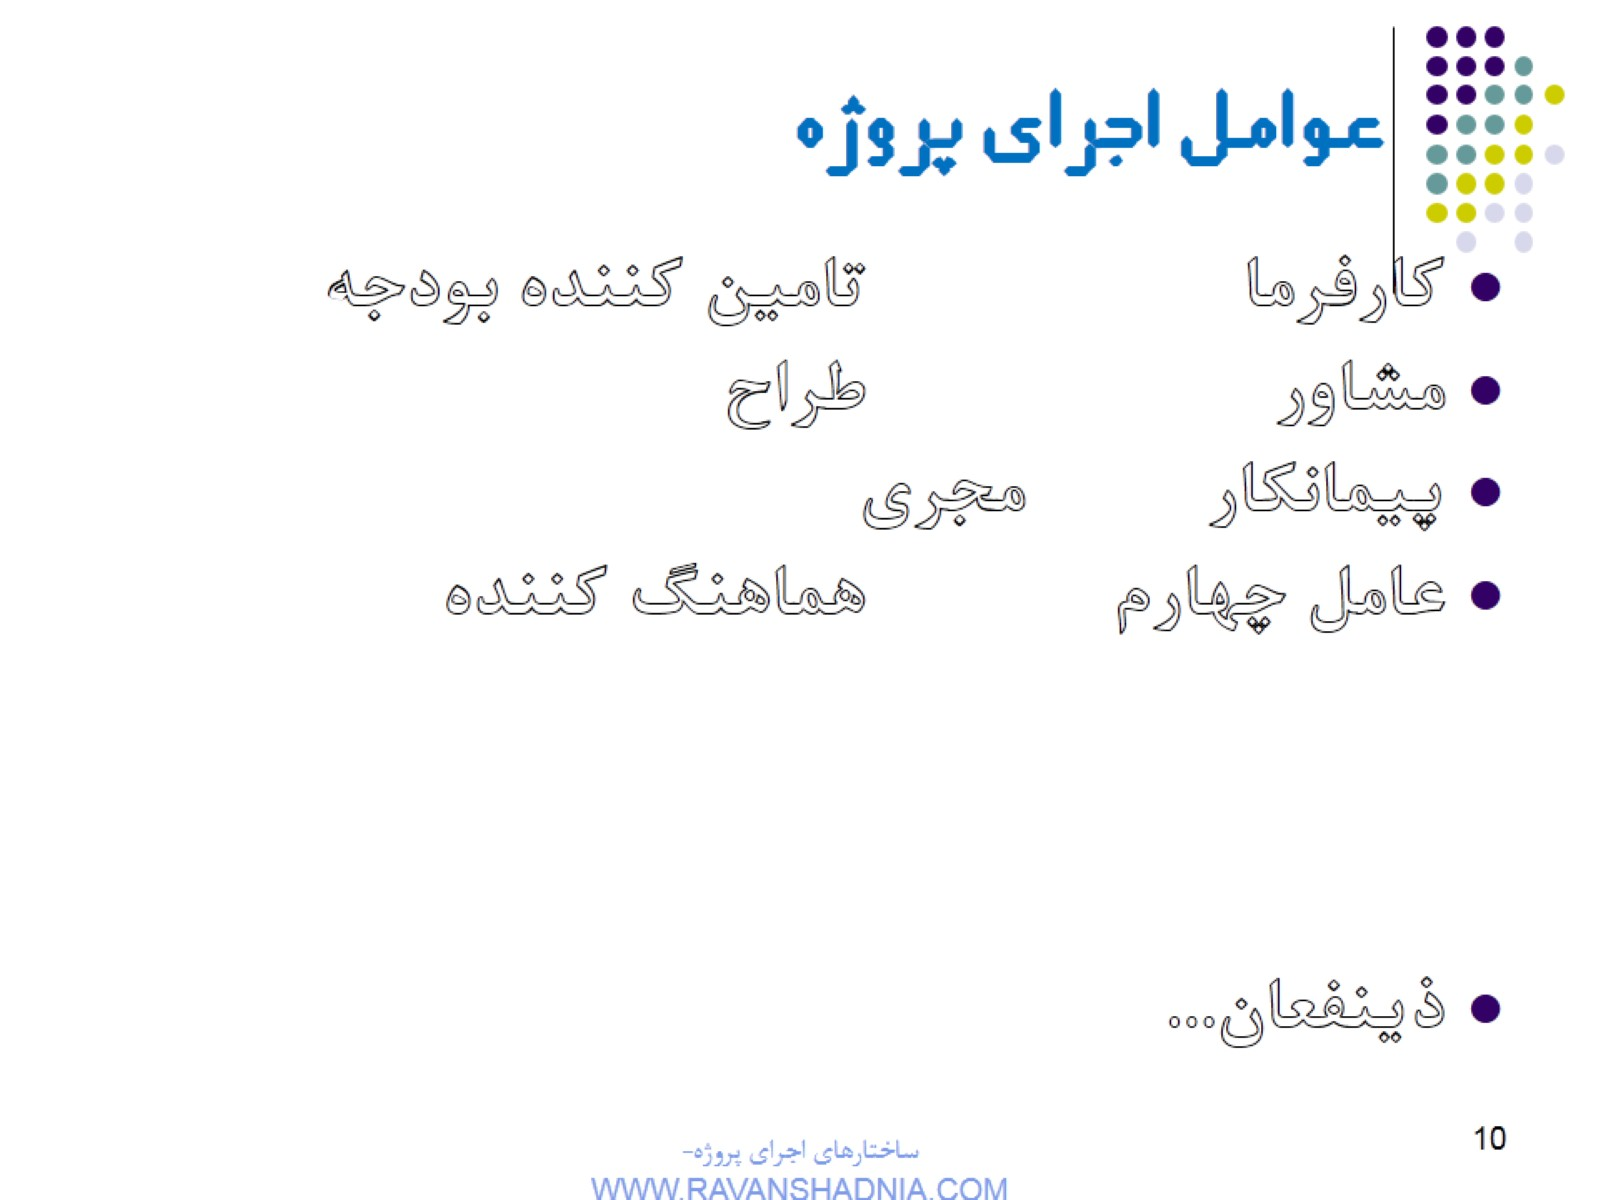 عوامل اجرای پروژه
کارفرما تامین کننده بودجه
مشاور طراح
پیمانکار مجری
عامل چهارم هماهنگ کننده
ذینفعان...
10
ساختارهای اجرای پروژه-
WWW.RAVANSHADNIA.COM